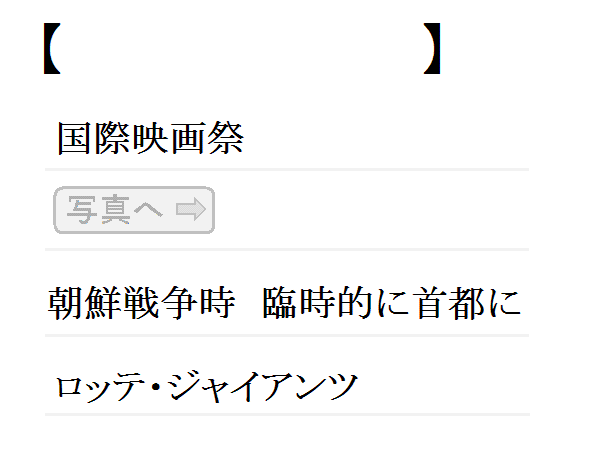 【　　　　　　　　　】
国際映画祭
写真へ ⇨
朝鮮戦争時　臨時的に首都に
ロッテ・ジャイアンツ